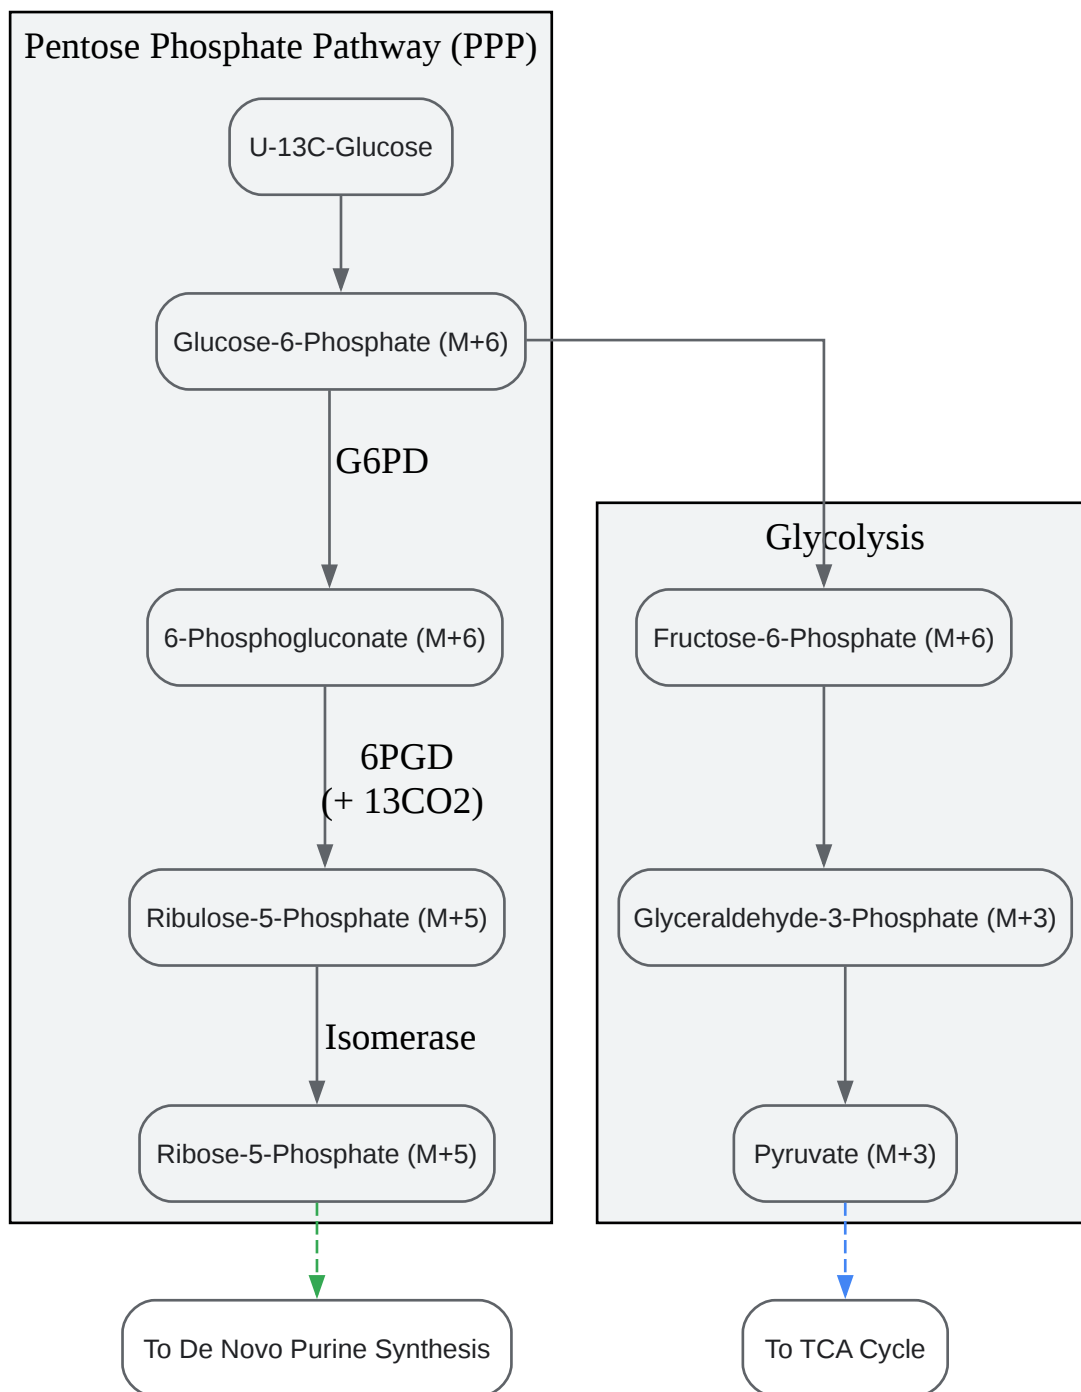 Pentose Phosphate Pathway (PPP)
U-13C-Glucose
Glucose-6-Phosphate (M+6)
G6PD
6-Phosphogluconate (M+6)
6PGD
(+ 13CO2)
Ribulose-5-Phosphate (M+5)
Isomerase
Ribose-5-Phosphate (M+5)
To De Novo Purine Synthesis
Glycolysis
Fructose-6-Phosphate (M+6)
Glyceraldehyde-3-Phosphate (M+3)
Pyruvate (M+3)
To TCA Cycle